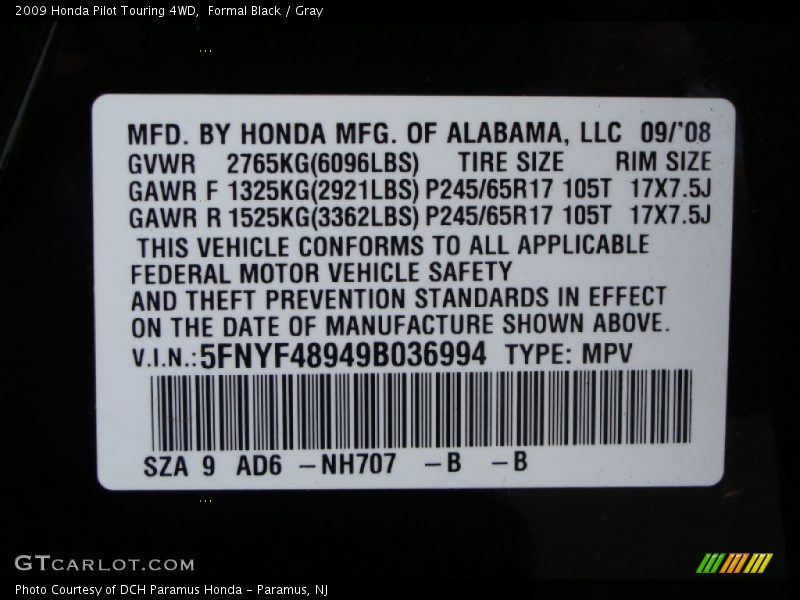 2009 Honda Pilot Touring 4WD,  Formal Black / Gray
MFD. BY HONDA MFG. OF ALABAMA, LLC 09/'08
GVWR 2765KG(6096LBS) TIRE SIZE RIM SIZE
GAWR F 1325KG(2921LBS) P245/65R17 105T 17X7.5J
GAWR R 1525KG(3362LBS) P245/65R17 105T 17X7.5J
THIS VEHICLE CONFORMS TO ALL APPLICABLE
FEDERAL MOTOR VEHICLE SAFETY
AND THEFT PREVENTION STANDARDS IN EFFECT
ON THE DATE OF MANUFACTURE SHOWN ABOVE.
V.I.N.: 5FNYF48949B036994 TYPE: MPV
SZA 9 AD6 –NH707 –B –B
GTCARLOT.COM
Photo Courtesy of DCH Paramus Honda - Paramus, NJ